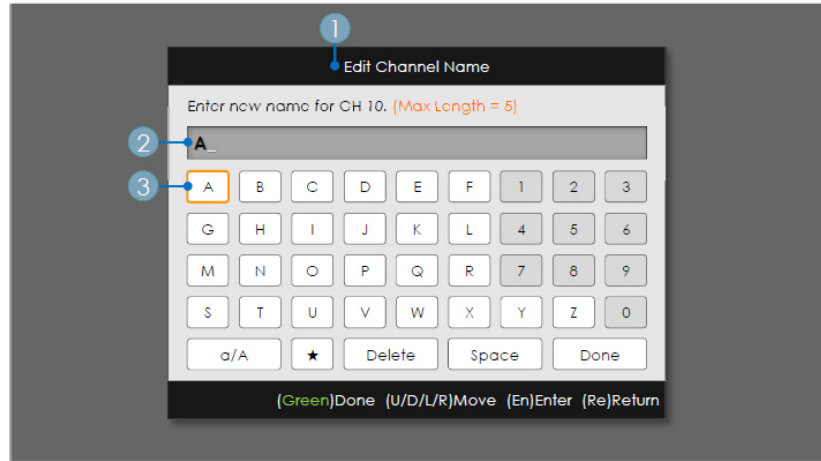 1
Edit Channel Name
Enter new name for CH 10. (Max Length = 5)
2 A_
3 A B C D E F 1 2 3
G H I J K L 4 5 6
M N O P Q R 7 8 9
S T U V W X Y Z 0
a/A ★ Delete Space Done
(Green)Done (U/D/L/R)Move (En)Enter (Re)Return